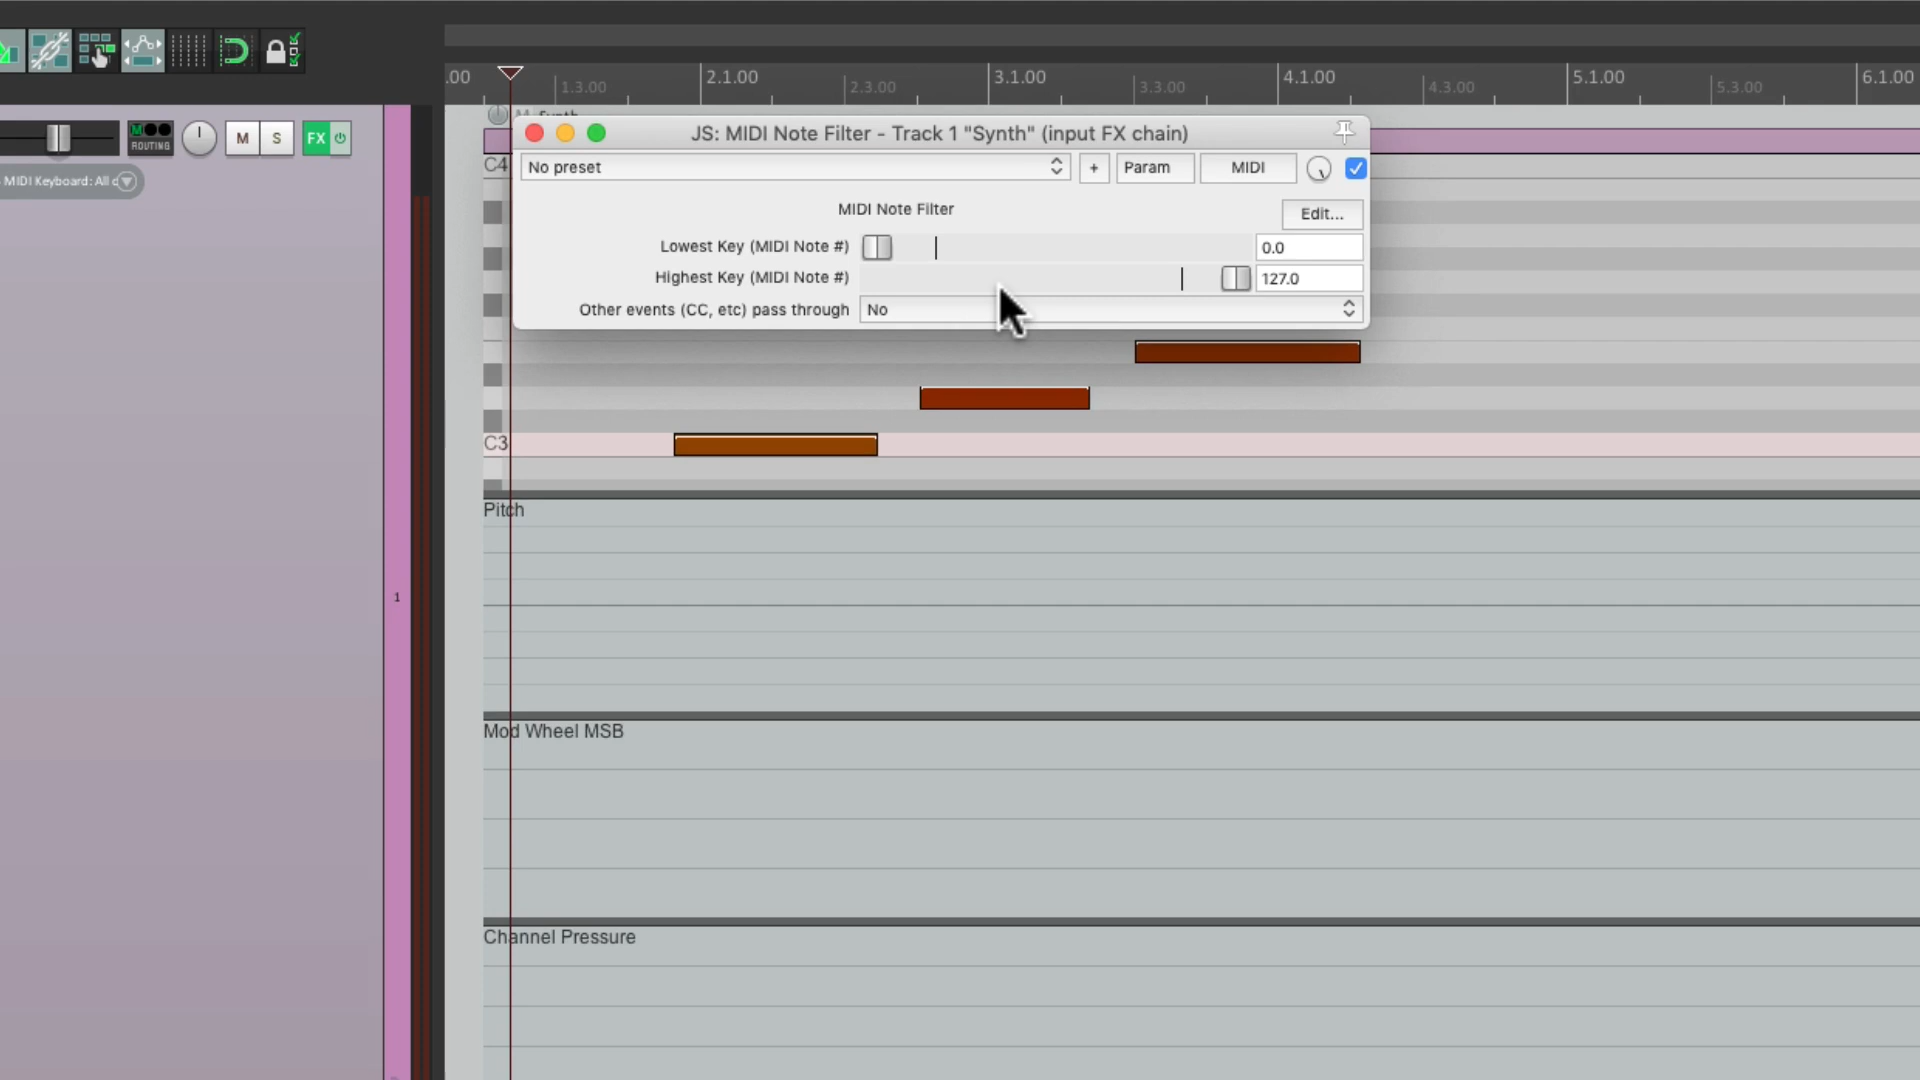 .00
2.1.00
3.1.00
4.1.00
5.1.00
6.1.00
1.3.00
2.3.00
3.3.00
4.3.00
5.3.00
M Synth
M
ROUTING
M
S
FX
MIDI Keyboard: All c
JS: MIDI Note Filter - Track 1 "Synth" (input FX chain)
C4
No preset
+
Param
MIDI
MIDI Note Filter
Edit...
Lowest Key (MIDI Note #)
0.0
Highest Key (MIDI Note #)
127.0
Other events (CC, etc) pass through
No
C3
Pitch
1
Mod Wheel MSB
Channel Pressure